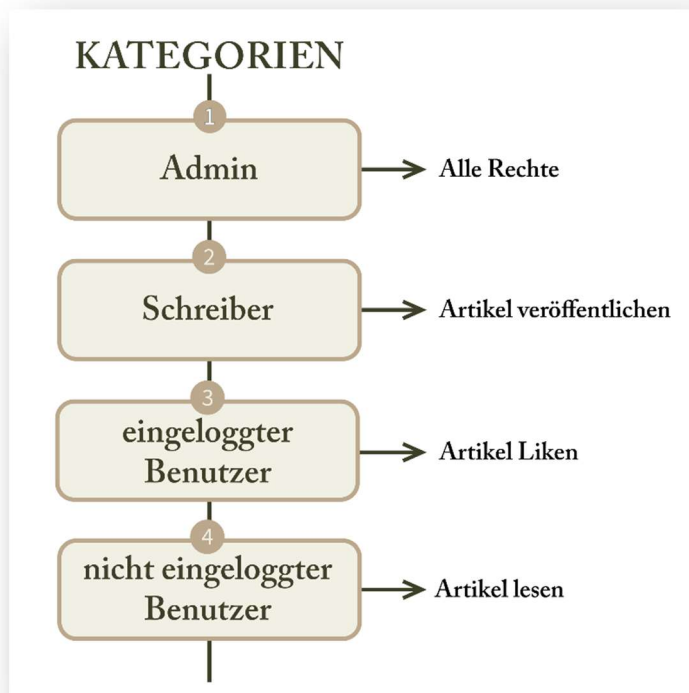 KATEGORIEN
1
Admin
Alle Rechte
2
Schreiber
Artikel veröffentlichen
3
eingeloggter
Benutzer
Artikel Liken
4
nicht eingeloggter
Benutzer
Artikel lesen